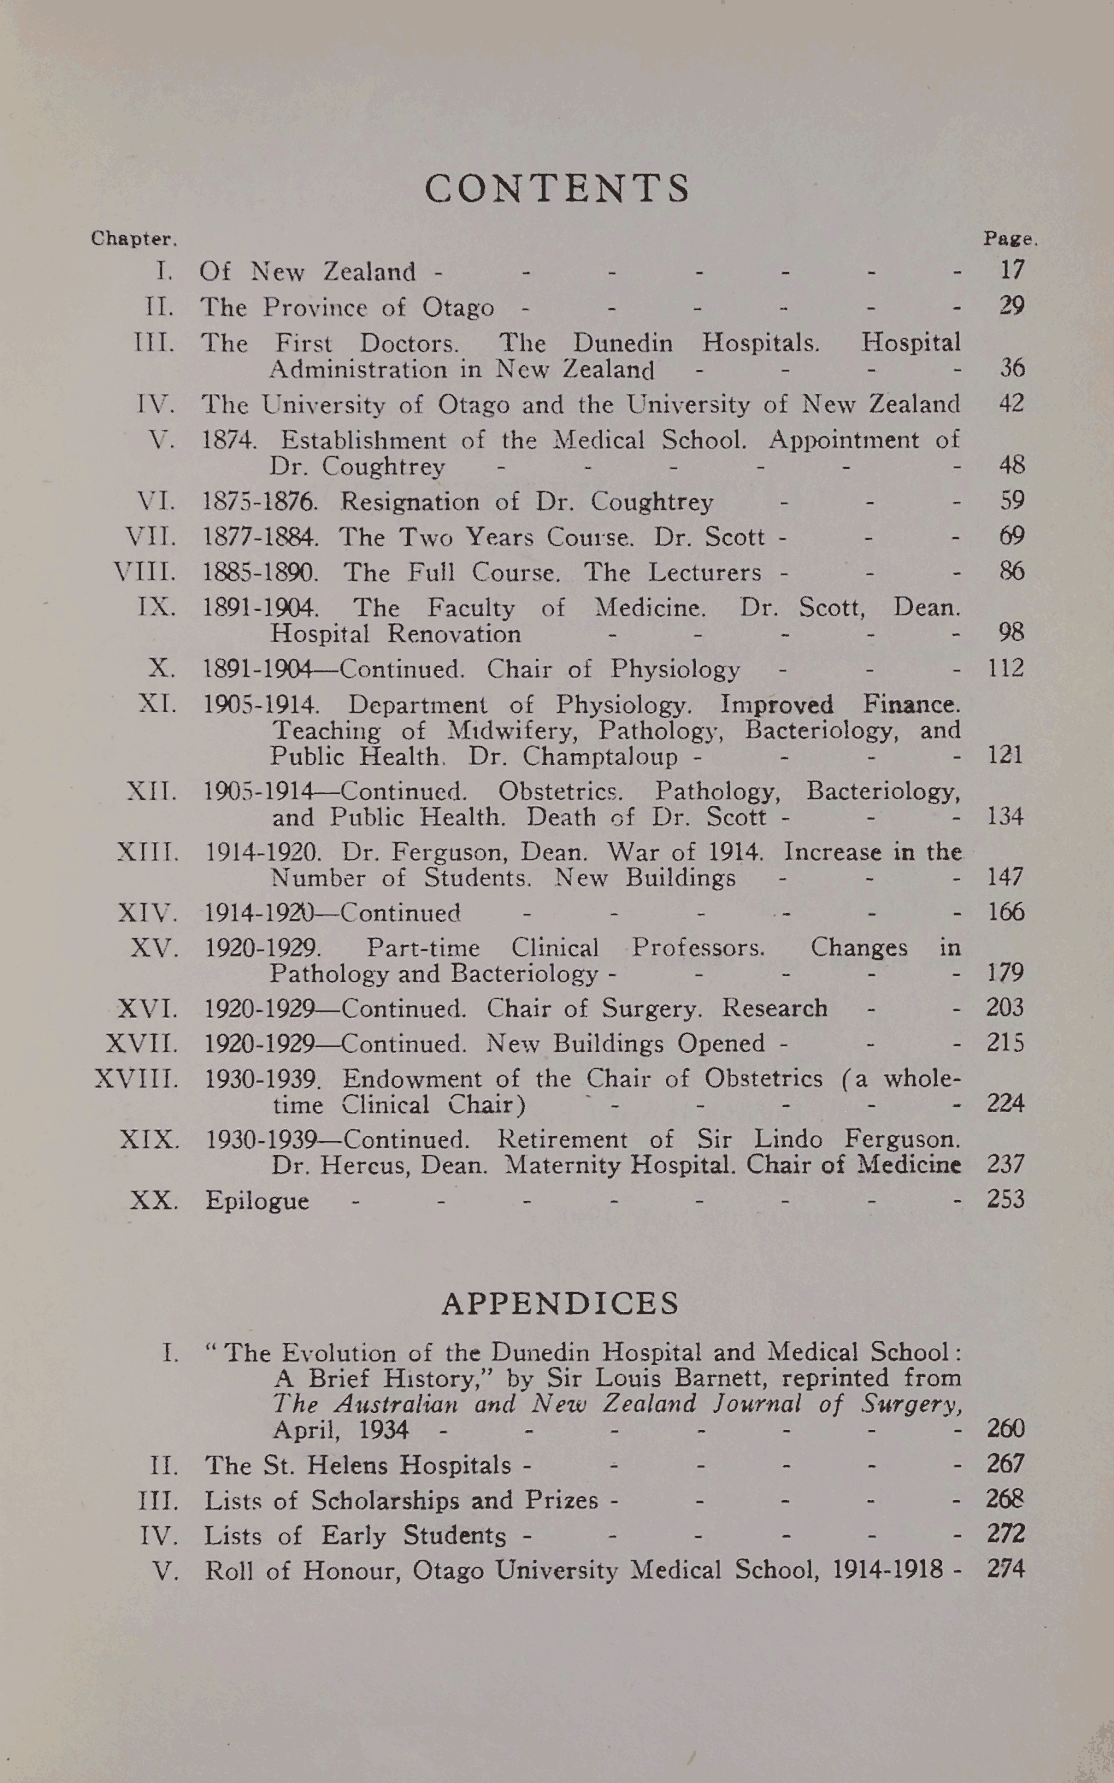 CONTENTS
Chapter. Page.
I. Of New Zealand - - - - - - - 17
II. The Province of Otago - - - - - - 29
III. The First Doctors. The Dunedin Hospitals. Hospital
Administration in New Zealand - - - - 36
IV. The University of Otago and the University of New Zealand 42
V. 1874. Establishment of the Medical School. Appointment of
Dr. Coughtrey - - - - - - 48
VI. 1875-1876. Resignation of Dr. Coughtrey - - - 59
VII. 1877-1884. The Two Years Course. Dr. Scott - - - 69
VIII. 1885-1890. The Full Course. The Lecturers - - - 86
IX. 1891-1904. The Faculty of Medicine. Dr. Scott, Dean.
Hospital Renovation - - - - - 98
X. 1891-1904—Continued. Chair of Physiology - - - 112
XI. 1905-1914. Department of Physiology. Improved Finance.
Teaching of Midwifery, Pathology, Bacteriology, and
Public Health. Dr. Champtaloup - - - - 121
XII. 1905-1914—Continued. Obstetrics. Pathology, Bacteriology,
and Public Health. Death of Dr. Scott - - - 134
XIII. 1914-1920. Dr. Ferguson, Dean. War of 1914. Increase in the
Number of Students. New Buildings - - - 147
XIV. 1914-1920—Continued - - - - - - 166
XV. 1920-1929. Part-time Clinical Professors. Changes in
Pathology and Bacteriology - - - - - 179
XVI. 1920-1929—Continued. Chair of Surgery. Research - - 203
XVII. 1920-1929—Continued. New Buildings Opened - - - 215
XVIII. 1930-1939. Endowment of the Chair of Obstetrics (a whole-
time Clinical Chair) - - - - - 224
XIX. 1930-1939—Continued. Retirement of Sir Lindo Ferguson.
Dr. Hercus, Dean. Maternity Hospital. Chair of Medicine 237
XX. Epilogue - - - - - - - - 253
APPENDICES
I. "The Evolution of the Dunedin Hospital and Medical School:
A Brief History," by Sir Louis Barnett, reprinted from
The Australian and New Zealand Journal of Surgery,
April, 1934 - - - - - - - 260
II. The St. Helens Hospitals - - - - - - 267
III. Lists of Scholarships and Prizes - - - - - 268
IV. Lists of Early Students - - - - - - 272
V. Roll of Honour, Otago University Medical School, 1914-1918 - 274